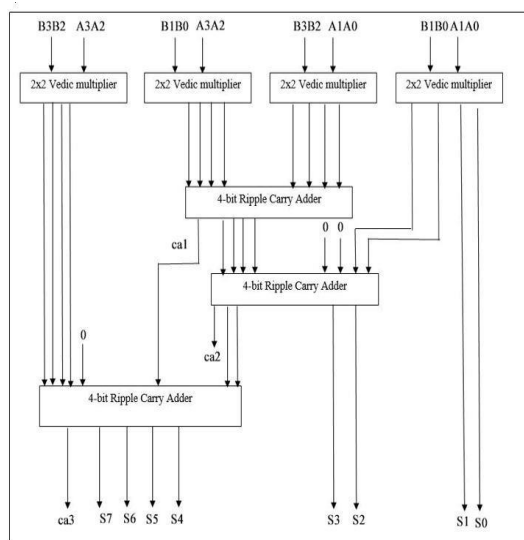 B3B2 A3A2 B1B0 A3A2 B3B2 A1A0 B1B0 A1A0
2x2 Vedic multiplier 2x2 Vedic multiplier 2x2 Vedic multiplier 2x2 Vedic multiplier
4-bit Ripple Carry Adder
0 0
ca1
4-bit Ripple Carry Adder
0
ca2
4-bit Ripple Carry Adder
ca3 S7 S6 S5 S4 S3 S2 S1 S0